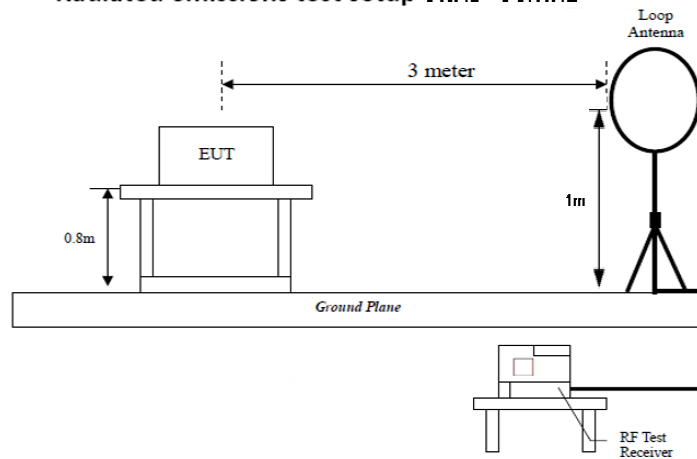 Loop
Antenna
3 meter
EUT
1m
0.8m
Ground Plane
RF Test
Receiver